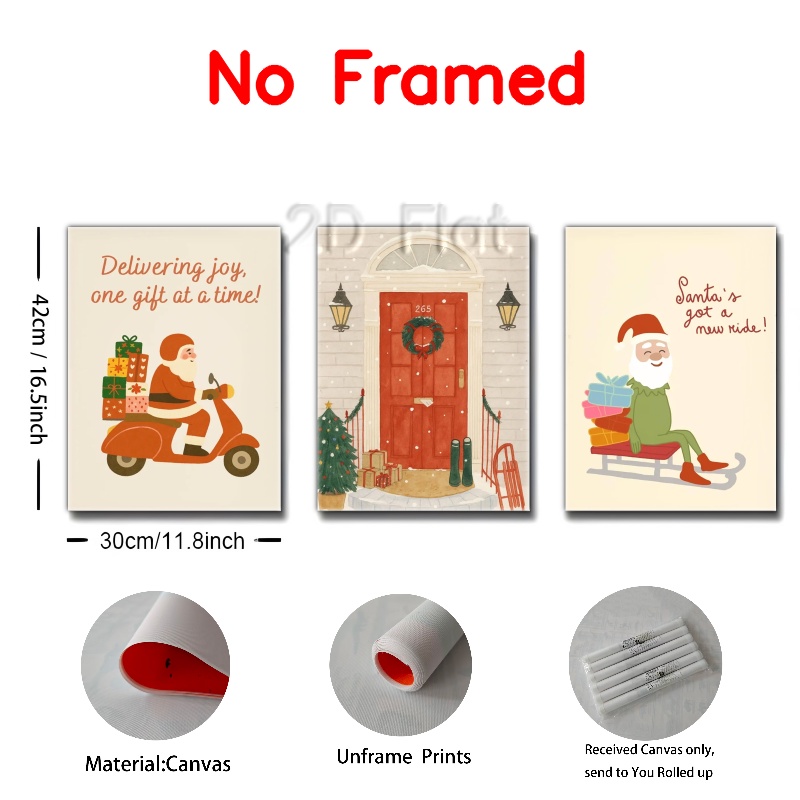 No Framed
2D Flat
Delivering joy,
one gift at a time!
265
Santa's
got a
new ride!
42cm / 16.5inch
30cm/11.8inch
Material:Canvas
Unframe Prints
Received Canvas only,
send to You Rolled up